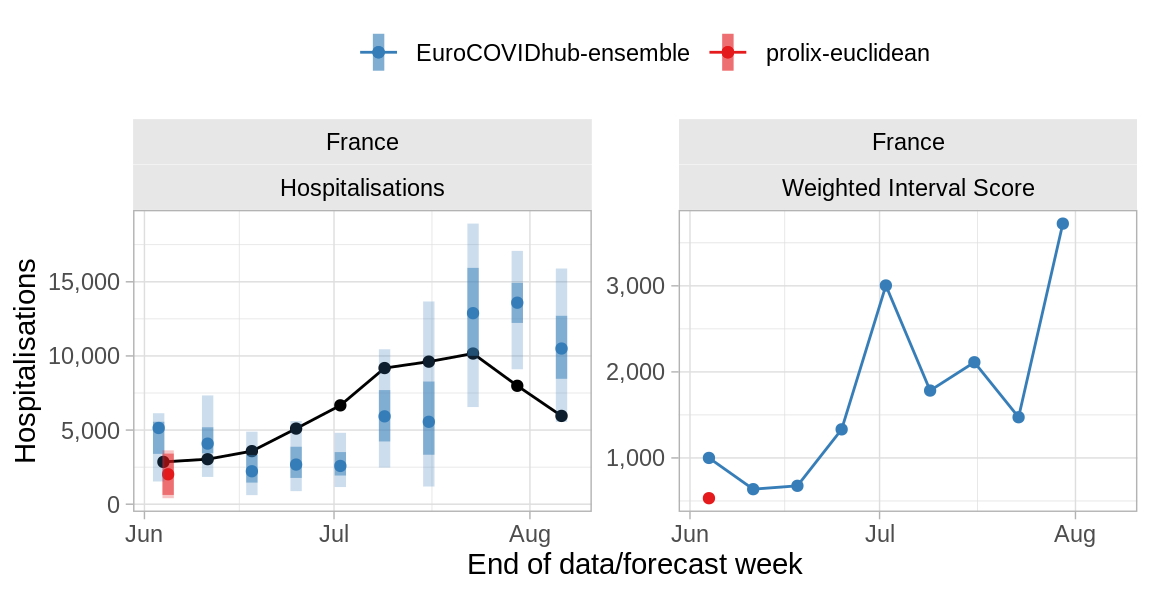 EuroCOVIDhub-ensemble prolix-euclidean
France
Hospitalisations
France
Weighted Interval Score
Hospitalisations
15,000
10,000
5,000
0
Jun Jul Aug
3,000
2,000
1,000
Jun Jul Aug
End of data/forecast week